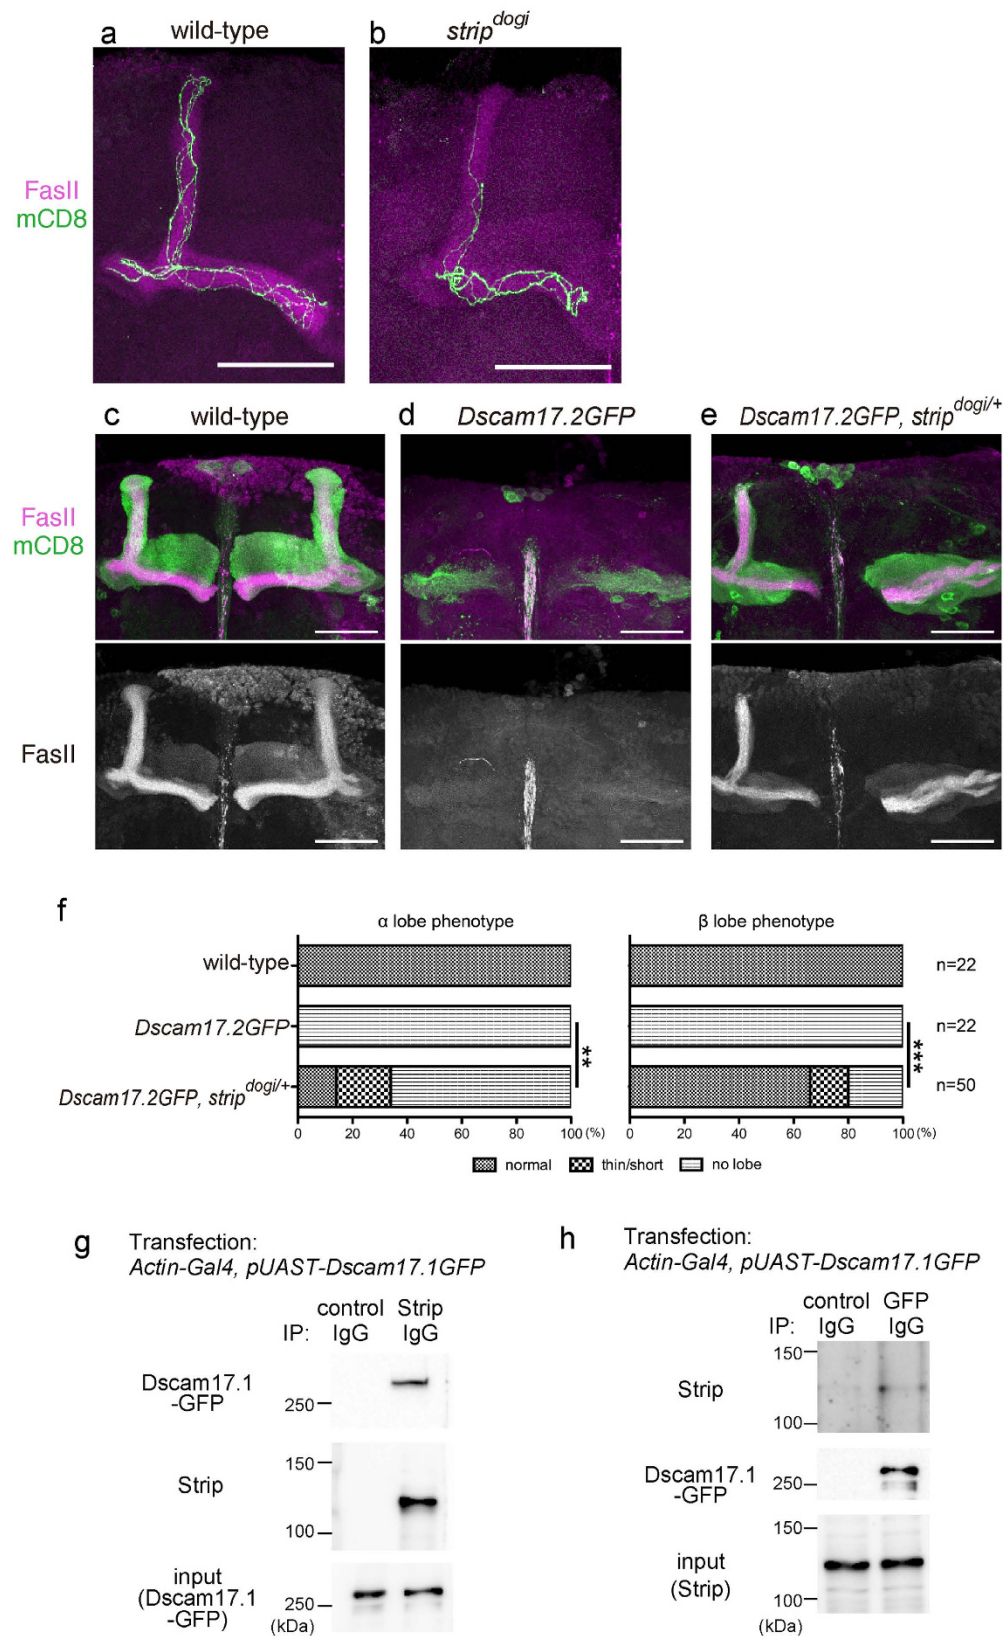 a wild-type
b strip^dogi
FasII
mCD8
c wild-type
d Dscam17.2GFP
e Dscam17.2GFP, strip^dogi/+
FasII
mCD8
FasII
f
α lobe phenotype
β lobe phenotype
wild-type
n=22
Dscam17.2GFP
**
***
n=22
Dscam17.2GFP, strip^dogi/+
n=50
0 20 40 60 80 100 (%)
0 20 40 60 80 100 (%)
normal thin/short no lobe
g Transfection:
Actin-Gal4, pUAST-Dscam17.1GFP
control Strip
IP: IgG IgG
Dscam17.1
-GFP
250
Strip
150
100
input
(Dscam17.1
-GFP)
250
(kDa)
h Transfection:
Actin-Gal4, pUAST-Dscam17.1GFP
control GFP
IP: IgG IgG
150
Strip
100
Dscam17.1
-GFP
250
150
input
(Strip)
100
(kDa)